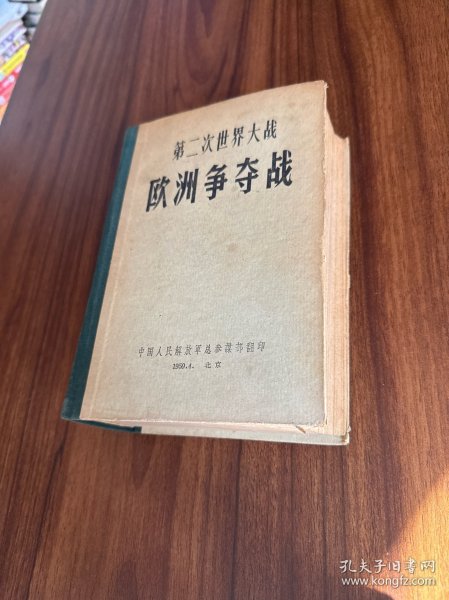 第二次世界大战
欧洲争夺战
中国人民解放军总参谋部翻印
1959.4. 北京
孔夫子旧书网
www.kongfz.com